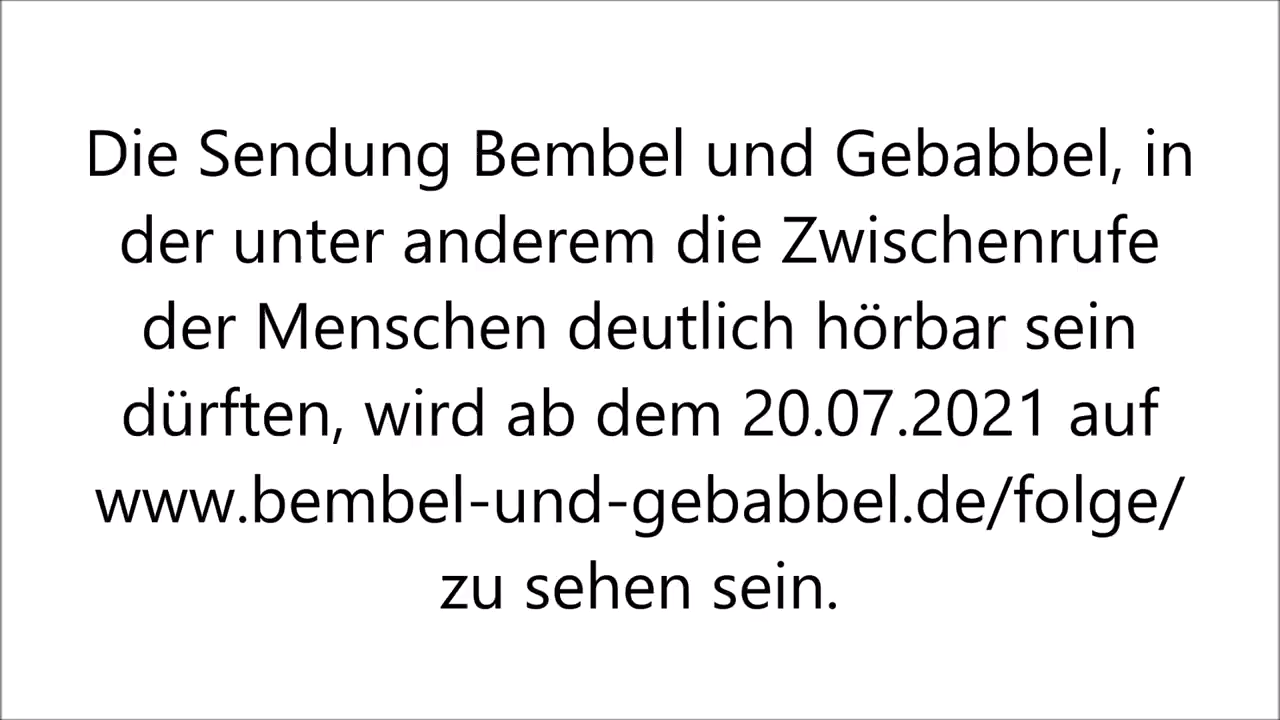 Die Sendung Bembel und Gebabbel, in
der unter anderem die Zwischenrufe
der Menschen deutlich hörbar sein
dürften, wird ab dem 20.07.2021 auf
www.bembel-und-gebabbel.de/folge/
zu sehen sein.